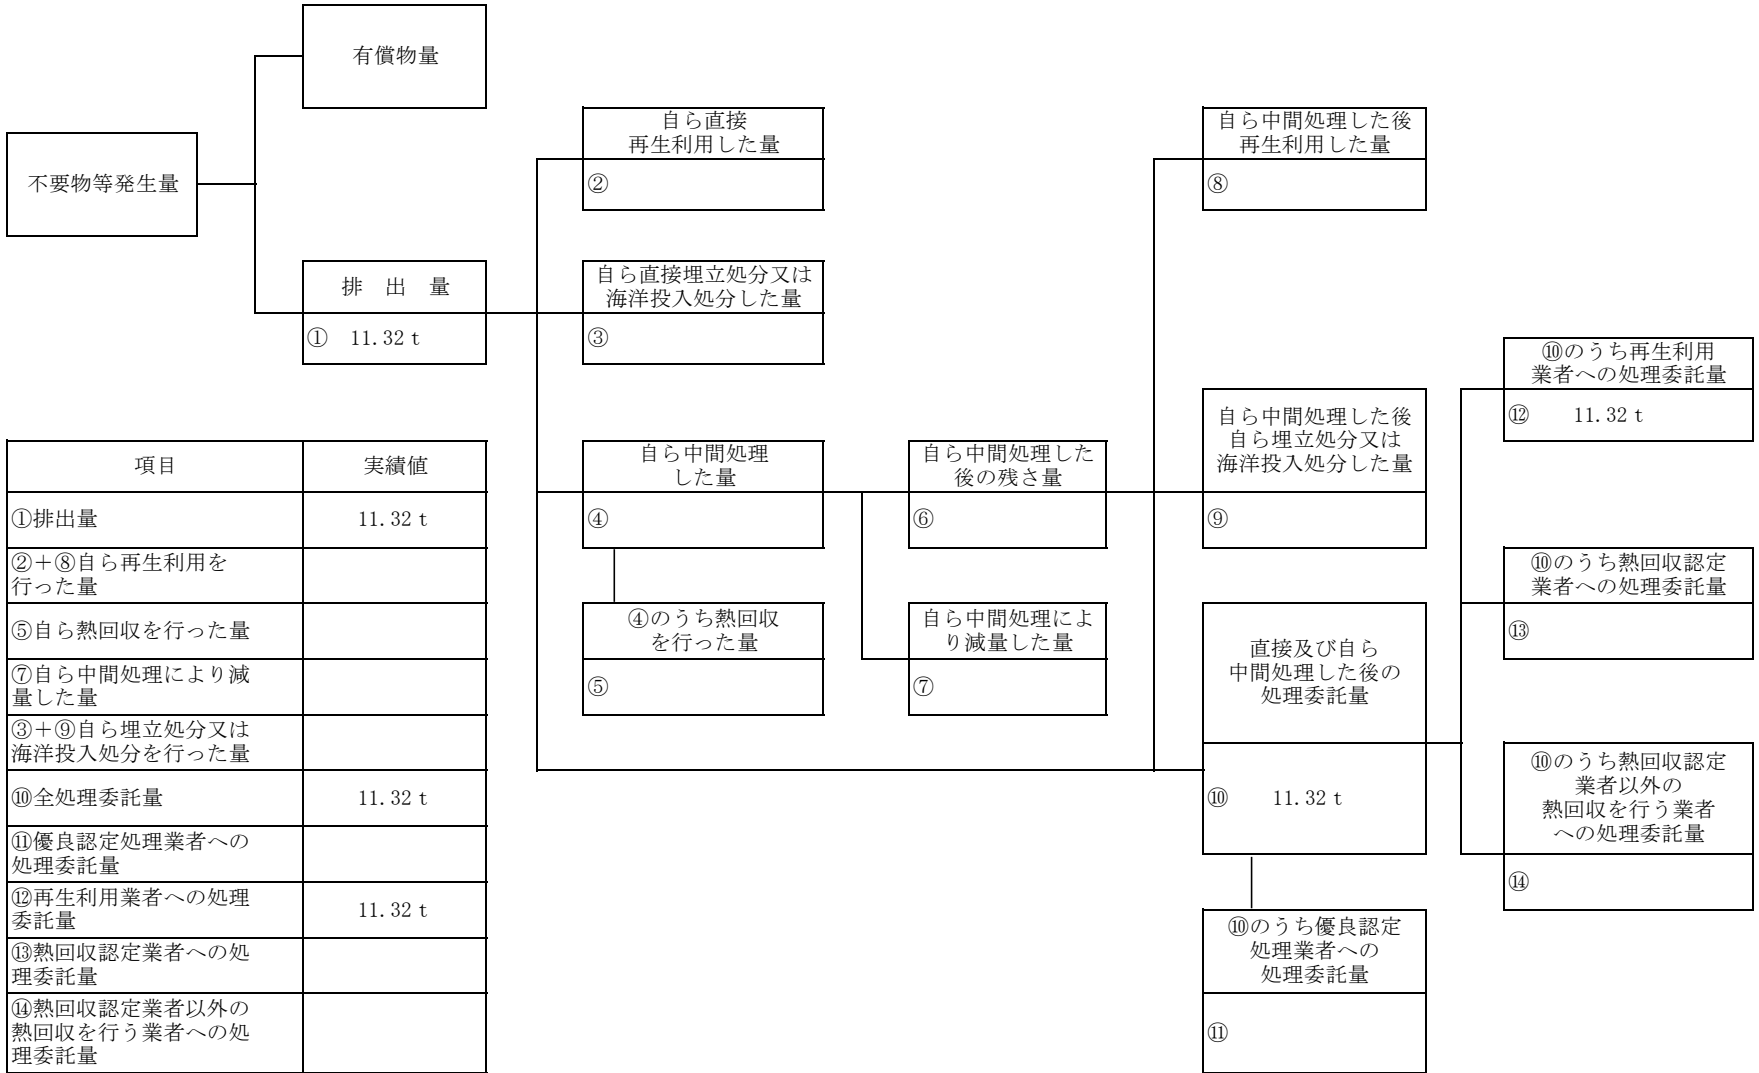 有償物量
不要物等発生量
排 出 量
① 11.32 t
自ら直接
再生利用した量
②
自ら直接埋立処分又は
海洋投入処分した量
③
自ら中間処理
した量
④
④のうち熱回収
を行った量
⑤
自ら中間処理した
後の残さ量
⑥
自ら中間処理によ
り減量した量
⑦
自ら中間処理した後
再生利用した量
⑧
自ら中間処理した後
自ら埋立処分又は
海洋投入処分した量
⑨
直接及び自ら
中間処理した後の
処理委託量
⑩ 11.32 t
⑩のうち優良認定
処理業者への
処理委託量
⑪
⑩のうち再生利用
業者への処理委託量
⑫ 11.32 t
⑩のうち熱回収認定
業者への処理委託量
⑬
⑩のうち熱回収認定
業者以外の
熱回収を行う業者
への処理委託量
⑭
項目 実績値
①排出量 11.32 t
②+⑧自ら再生利用を
行った量
⑤自ら熱回収を行った量
⑦自ら中間処理により減
量した量
③+⑨自ら埋立処分又は
海洋投入処分を行った量
⑩全処理委託量 11.32 t
⑪優良認定処理業者への
処理委託量
⑫再生利用業者への処理
委託量 11.32 t
⑬熱回収認定業者への処
理委託量
⑭熱回収認定業者以外の
熱回収を行う業者への処
理委託量